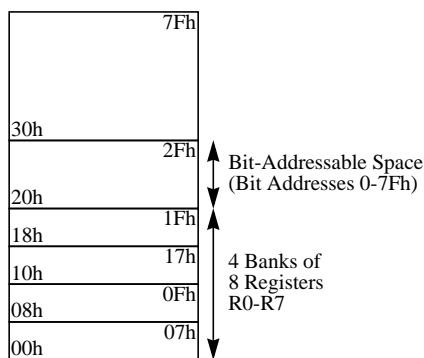 7Fh
30h
2Fh
20h
Bit-Addressable Space
(Bit Addresses 0-7Fh)
1Fh
18h
17h
10h
0Fh
08h
07h
00h
4 Banks of
8 Registers
R0-R7